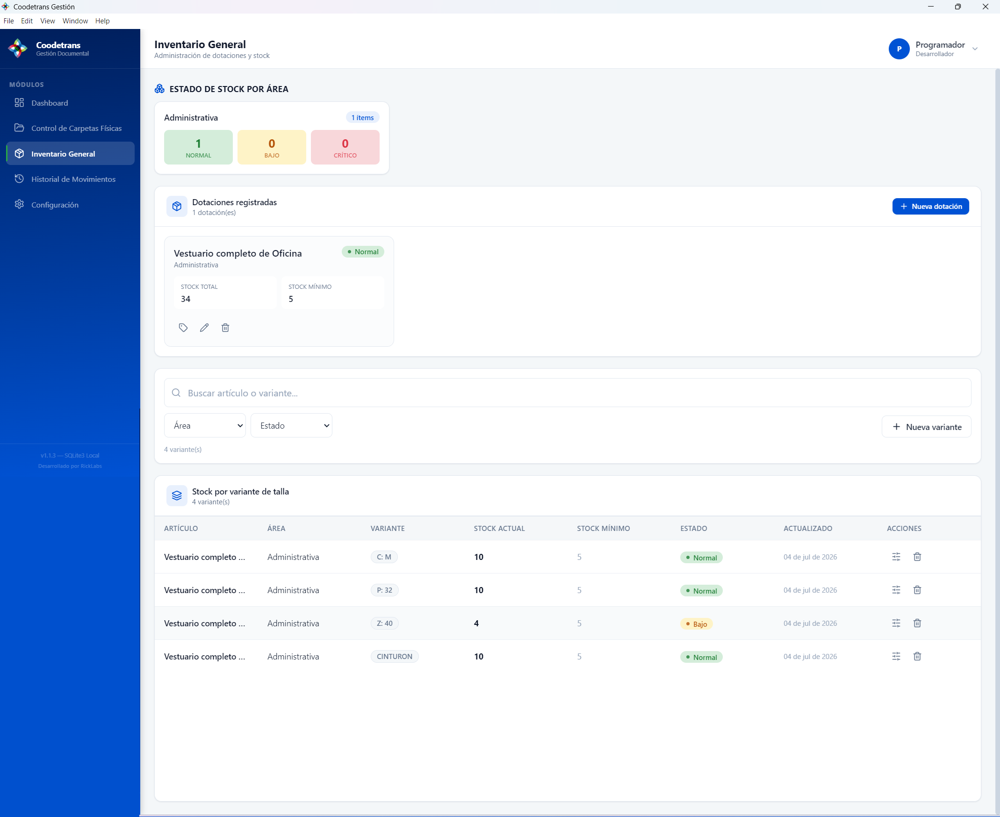 Coodetrans Gestión
File Edit View Window Help
Coodetrans
Gestión Documental
MÓDULOS
Dashboard
Control de Carpetas Físicas
Inventario General
Historial de Movimientos
Configuración
v1.1.3 — SQLite3 Local
Desarrollado por RickLabs
Inventario General
Administración de dotaciones y stock
P
Programador
Desarrollador
ESTADO DE STOCK POR ÁREA
Administrativa 1 ítems
1 0 0
NORMAL BAJO CRÍTICO
Dotaciones registradas
1 dotación(es)
+ Nueva dotación
Vestuario completo de Oficina Normal
Administrativa
STOCK TOTAL STOCK MÍNIMO
34 5
Buscar artículo o variante...
Área Estado + Nueva variante
4 variante(s)
Stock por variante de talla
4 variante(s)
ARTÍCULO ÁREA VARIANTE STOCK ACTUAL STOCK MÍNIMO ESTADO ACTUALIZADO ACCIONES
Vestuario completo ... Administrativa C: M 10 5 Normal 04 de jul de 2026
Vestuario completo ... Administrativa P: 32 10 5 Normal 04 de jul de 2026
Vestuario completo ... Administrativa Z: 40 4 5 Bajo 04 de jul de 2026
Vestuario completo ... Administrativa CINTURON 10 5 Normal 04 de jul de 2026